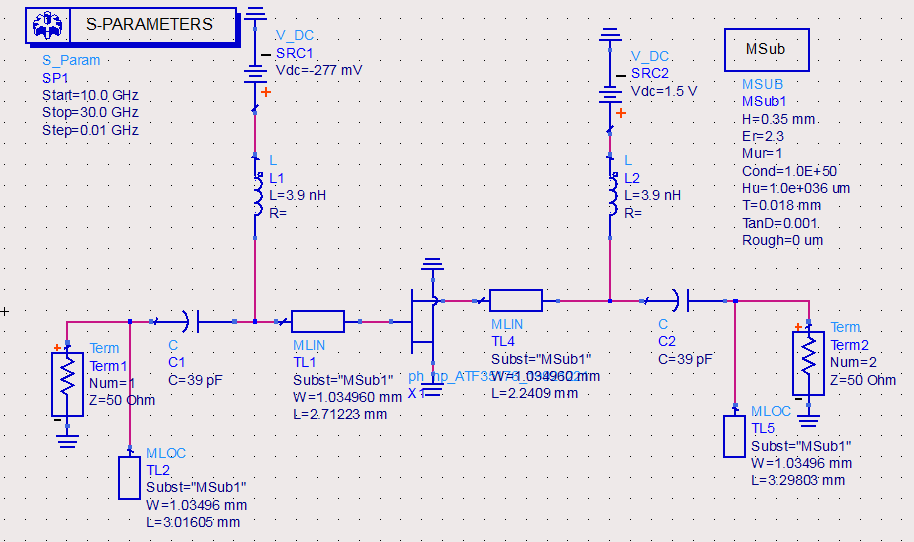 S-PARAMETERS
S_Param
SP1
Start=10.0 GHz
Stop=30.0 GHz
Step=0.01 GHz
V_DC
SRC1
Vdc=-277 mV
V_DC
SRC2
Vdc=1.5 V
MSub
MSUB
MSub1
H=0.35 mm
Er=2.3
Mur=1
Cond=1.0E+50
Hu=1.0e+036 um
T=0.018 mm
TanD=0.001
Rough=0 um
L
L1
L=3.9 nH
R=
L
L2
L=3.9 nH
R=
Term
Term1
Num=1
Z=50 Ohm
C
C1
C=39 pF
MLIN
TL1
Subst="MSub1"
W=1.034960 mm
L=2.71223 mm
X1
MLIN
TL4
Subst="MSub1"
W=1.034960 mm
L=2.2409 mm
C
C2
C=39 pF
Term
Term2
Num=2
Z=50 Ohm
MLOC
TL2
Subst="MSub1"
W=1.03496 mm
L=3.01605 mm
MLOC
TL5
Subst="MSub1"
W=1.03496 mm
L=3.29803 mm